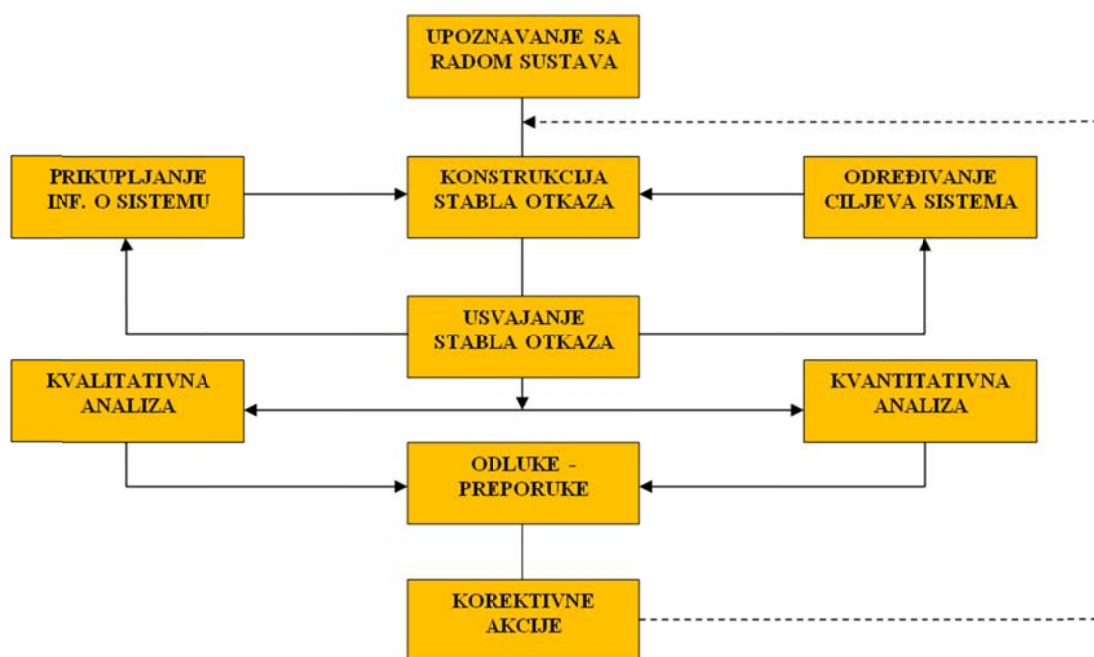 UPOZNAVANJE SA
RADOM SUSTAVA
PRIKUPLJANJE
INF. O SISTEMU
KONSTRUKCIJA
STABLA OTKAZA
ODREĐIVANJE
CILJEVA SISTEMA
USVAJANJE
STABLA OTKAZA
KVALITATIVNA
ANALIZA
KVANTITATIVNA
ANALIZA
ODLUKE -
PREPORUKE
KOREKTIVNE
AKCIJE